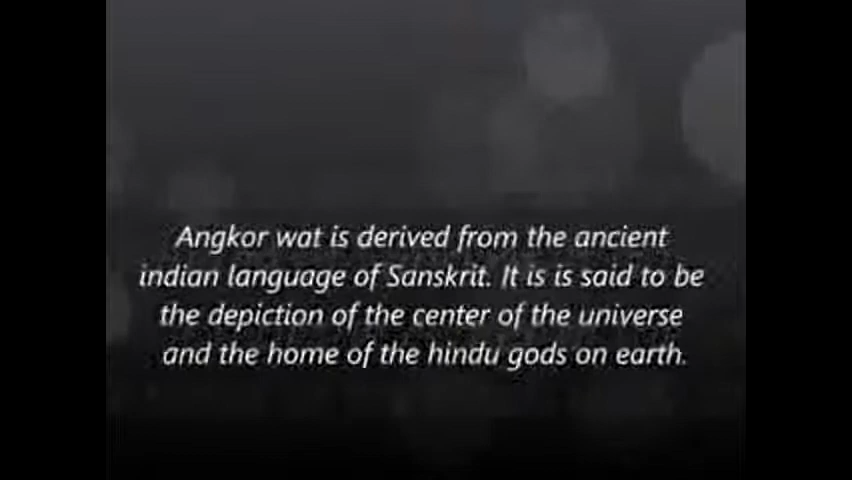 Angkor wat is derived from the ancient
indian language of Sanskrit. It is is said to be
the depiction of the center of the universe
and the home of the hindu gods on earth.